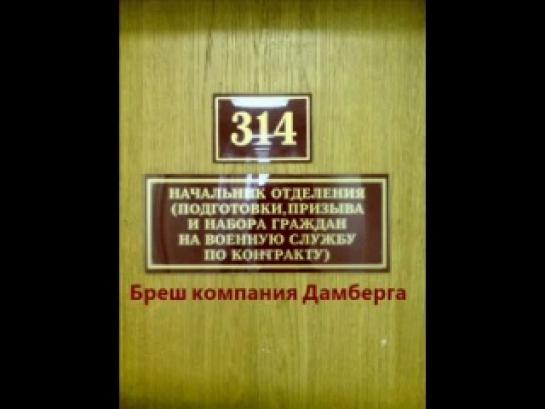 314
НАЧАЛЬНИК ОТДЕЛЕНИЯ
(ПОДГОТОВКИ, ПРИЗЫВА
И НАБОРА ГРАЖДАН
НА ВОЕННУЮ СЛУЖБУ
ПО КОНТРАКТУ)
Бреш компания Дамберга